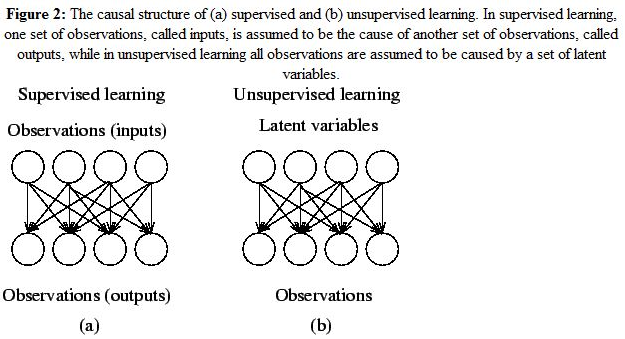 Figure 2: The causal structure of (a) supervised and (b) unsupervised learning. In supervised learning,
one set of observations, called inputs, is assumed to be the cause of another set of observations, called
outputs, while in unsupervised learning all observations are assumed to be caused by a set of latent
variables.
Supervised learning
Observations (inputs)
Observations (outputs)
(a)
Unsupervised learning
Latent variables
Observations
(b)